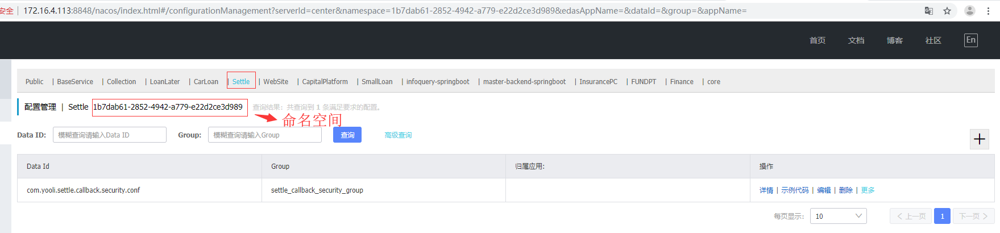 安全 | 172.16.4.113:8848/nacos/index.html#/configurationManagement?serverId=center&namespace=1b7dab61-2852-4942-a779-e22d2ce3d989&edasAppName=&dataId=&group=&appName=
首页 文档 博客 社区 En
Public | BaseService | Collection | LoanLater | CarLoan | Settle | WebSite | CapitalPlatform | SmallLoan | infoquery-springboot | master-backend-springboot | InsurancePC | FUNDPT | Finance | core
配置管理 | Settle 1b7dab61-2852-4942-a779-e22d2ce3d989 查询结果：共查询到 1 条满足要求的配置。
命名空间
Data ID: 模糊查询请输入Data ID Group: 模糊查询请输入Group 查询 高级查询
Data Id Group 归属应用: 操作
com.yooli.settle.callback.security.conf settle_callback_security_group 详情 | 示例代码 | 编辑 | 删除 | 更多
每页显示: 10 上一页 1 下一页